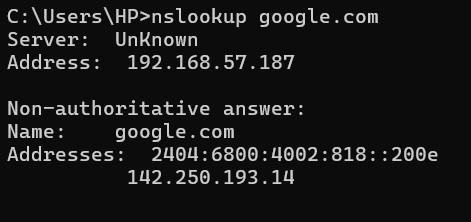 C:\Users\HP>nslookup google.com
Server:  UnKnown
Address:  192.168.57.187

Non-authoritative answer:
Name:    google.com
Addresses:  2404:6800:4002:818::200e
          142.250.193.14